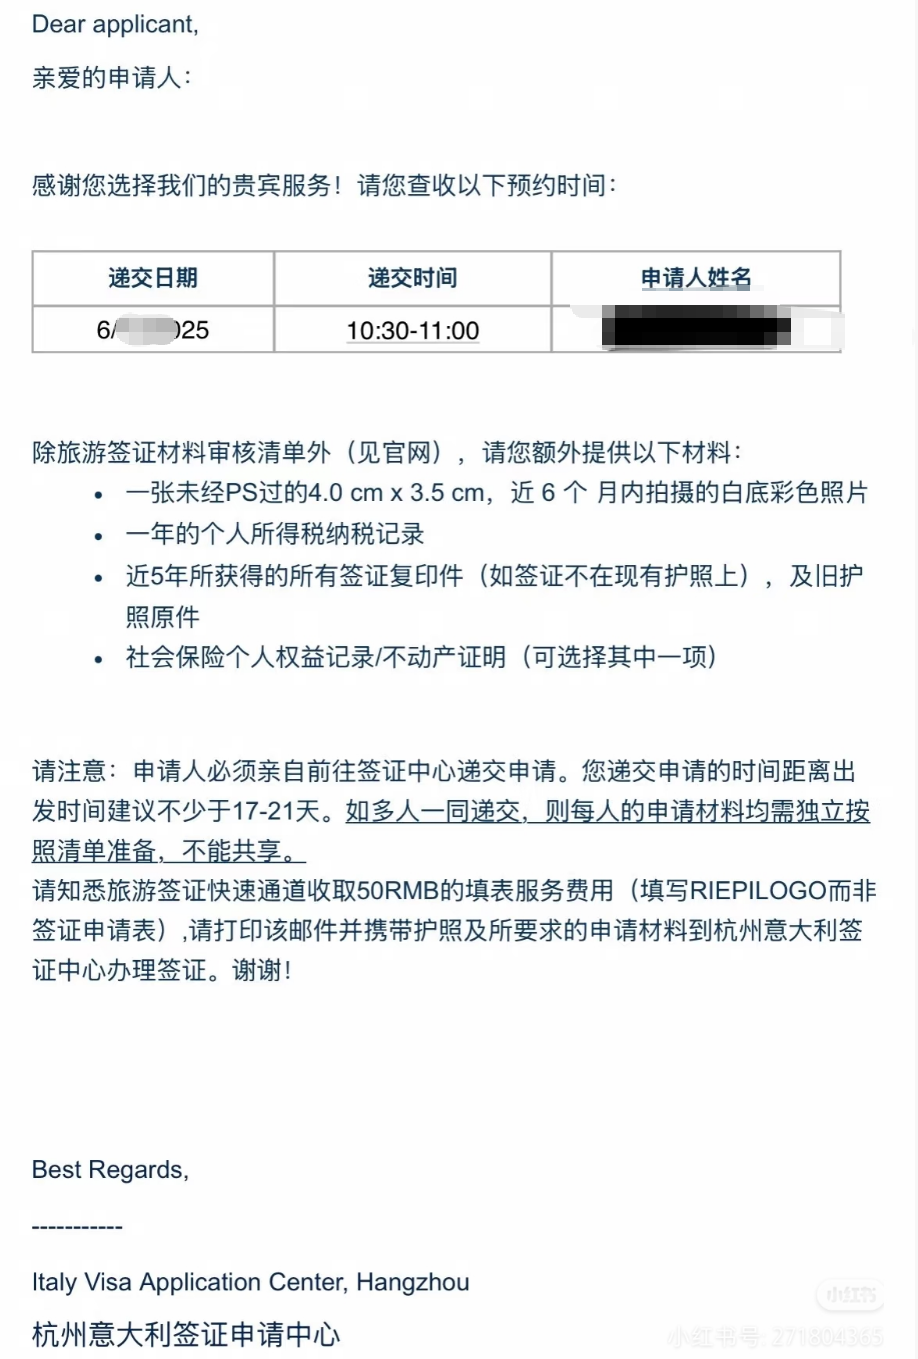 Dear applicant,
亲爱的申请人：
感谢您选择我们的贵宾服务！请您查收以下预约时间：
递交日期 递交时间 申请人姓名
6/ 025 10:30-11:00
除旅游签证材料审核清单外（见官网），请您额外提供以下材料：
• 一张未经PS过的4.0 cm x 3.5 cm，近 6 个 月内拍摄的白底彩色照片
• 一年的个人所得税纳税记录
• 近5年所获得的所有签证复印件（如签证不在现有护照上），及旧护
照原件
• 社会保险个人权益记录/不动产证明（可选择其中一项）
请注意：申请人必须亲自前往签证中心递交申请。您递交申请的时间距离出
发时间建议不少于17-21天。如多人一同递交，则每人的申请材料均需独立按
照清单准备，不能共享。
请知悉旅游签证快速通道收取50RMB的填表服务费用（填写RIEPILOGO而非
签证申请表）,请打印该邮件并携带护照及所要求的申请材料到杭州意大利签
证中心办理签证。谢谢！
Best Regards,
-----------
Italy Visa Application Center, Hangzhou
小红书
杭州意大利签证申请中心
小红书号: 271804365